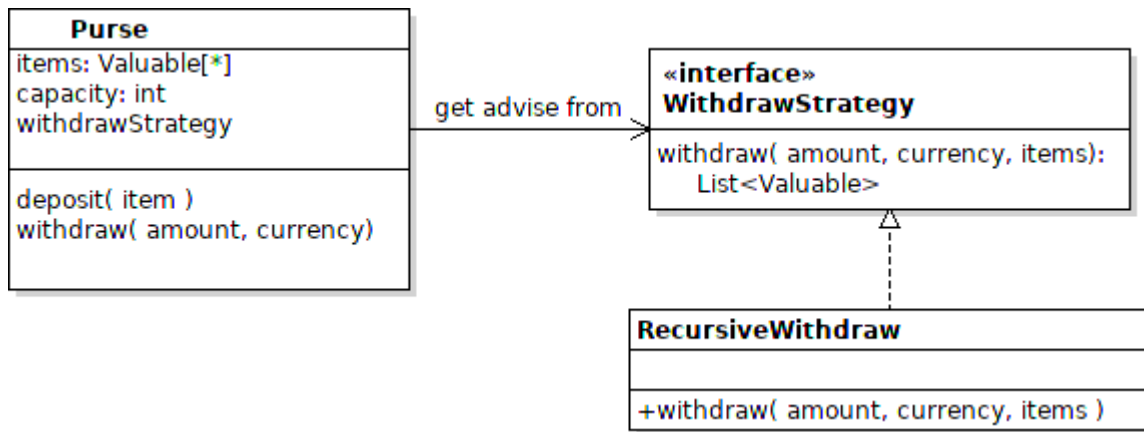 Purse
items: Valuable[*]
capacity: int
withdrawStrategy
deposit( item )
withdraw( amount, currency)
get advise from
«interface»
WithdrawStrategy
withdraw( amount, currency, items):
List<Valuable>
RecursiveWithdraw
+withdraw( amount, currency, items )